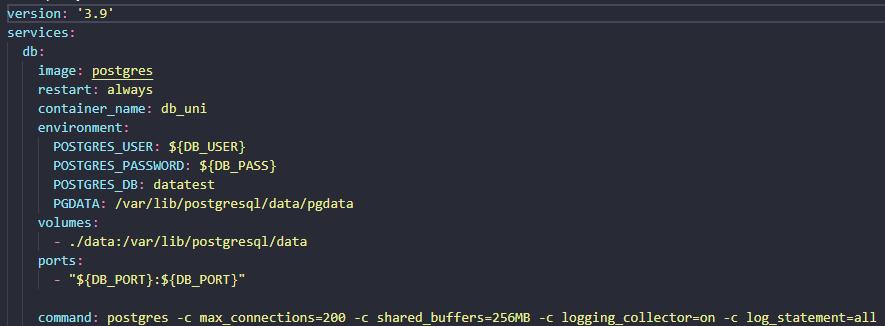 version: '3.9'
services:
  db:
    image: postgres
    restart: always
    container_name: db_uni
    environment:
      POSTGRES_USER: ${DB_USER}
      POSTGRES_PASSWORD: ${DB_PASS}
      POSTGRES_DB: datatest
      PGDATA: /var/lib/postgresql/data/pgdata
    volumes:
      - ./data:/var/lib/postgresql/data
    ports:
      - "${DB_PORT}:${DB_PORT}"
    command: postgres -c max_connections=200 -c shared_buffers=256MB -c logging_collector=on -c log_statement=all